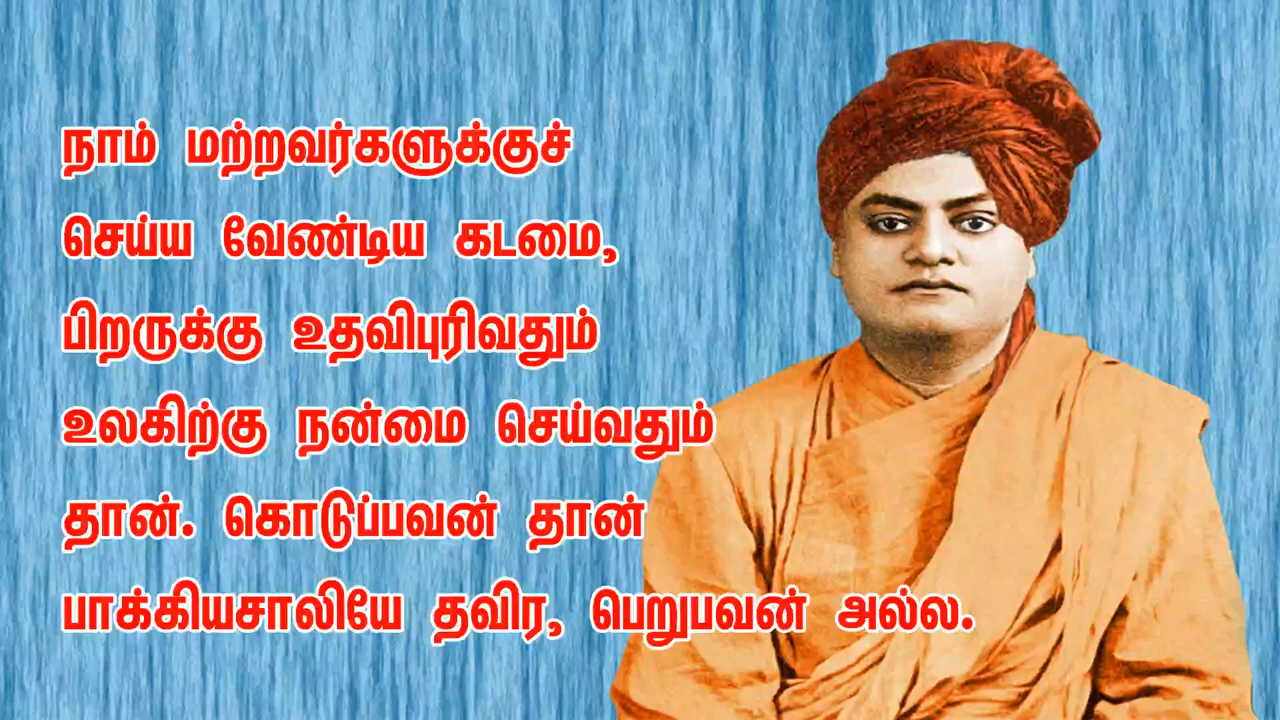 நாம் மற்றவர்களுக்குச்
செய்ய வேண்டிய கடமை,
பிறருக்கு உதவிபுரிவதும்
உலகிற்கு நன்மை செய்வதும்
தான். கொடுப்பவன் தான்
பாக்கியசாலியே தவிர, பெறுபவன் அல்ல.